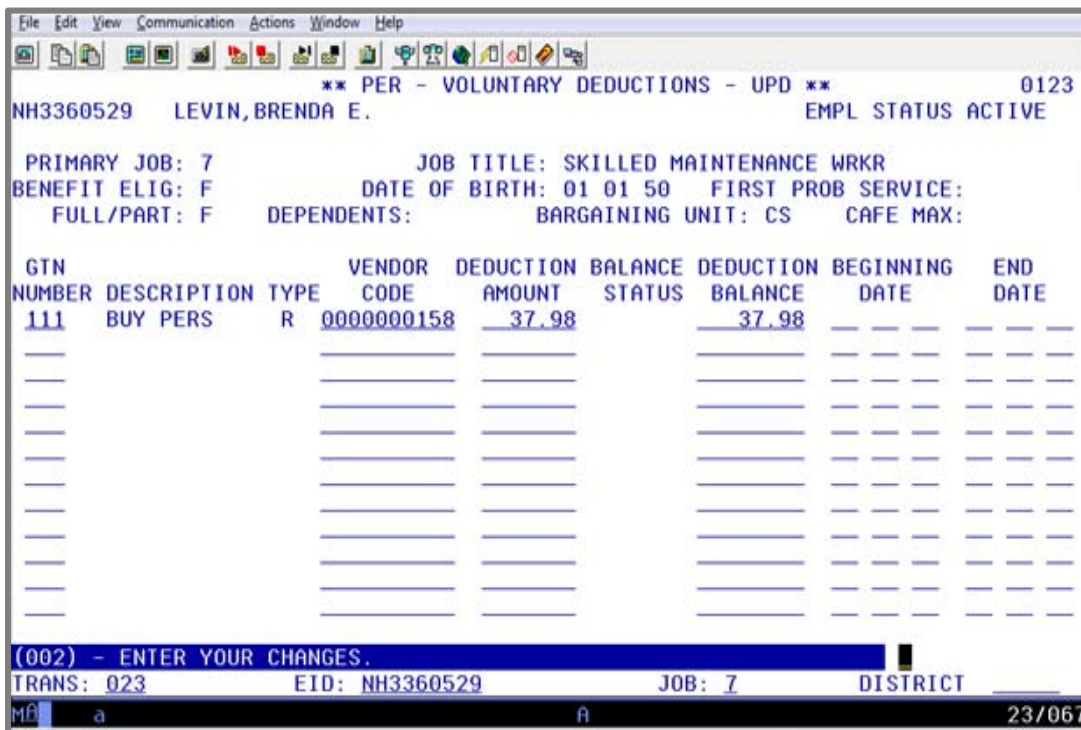 File Edit View Communication Actions Window Help
** PER - VOLUNTARY DEDUCTIONS - UPD ** 0123
NH3360529 LEVIN,BRENDA E. EMPL STATUS ACTIVE
PRIMARY JOB: 7 JOB TITLE: SKILLED MAINTENANCE WRKR
BENEFIT ELIG: F DATE OF BIRTH: 01 01 50 FIRST PROB SERVICE:
FULL/PART: F DEPENDENTS: BARGAINING UNIT: CS CAFE MAX:
GTN VENDOR DEDUCTION BALANCE DEDUCTION BEGINNING END
NUMBER DESCRIPTION TYPE CODE AMOUNT STATUS BALANCE DATE DATE
111 BUY PERS R 0000000158 37.98 37.98
(002) - ENTER YOUR CHANGES.
TRANS: 023 EID: NH3360529 JOB: 7 DISTRICT
MA a A 23/067